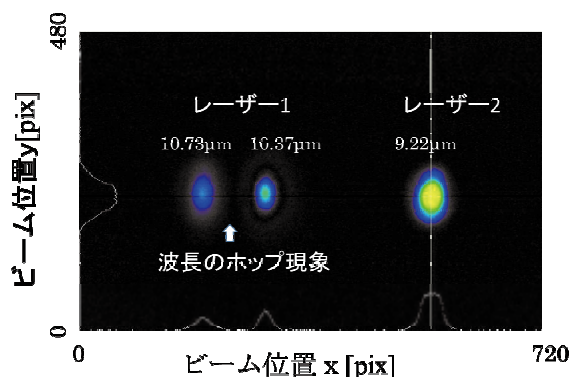 480
レーザー1
レーザー2
10.73μm
10.37μm
9.22μm
波長のホップ現象
ビーム位置y[pix]
0
0
ビーム位置 x [pix]
720